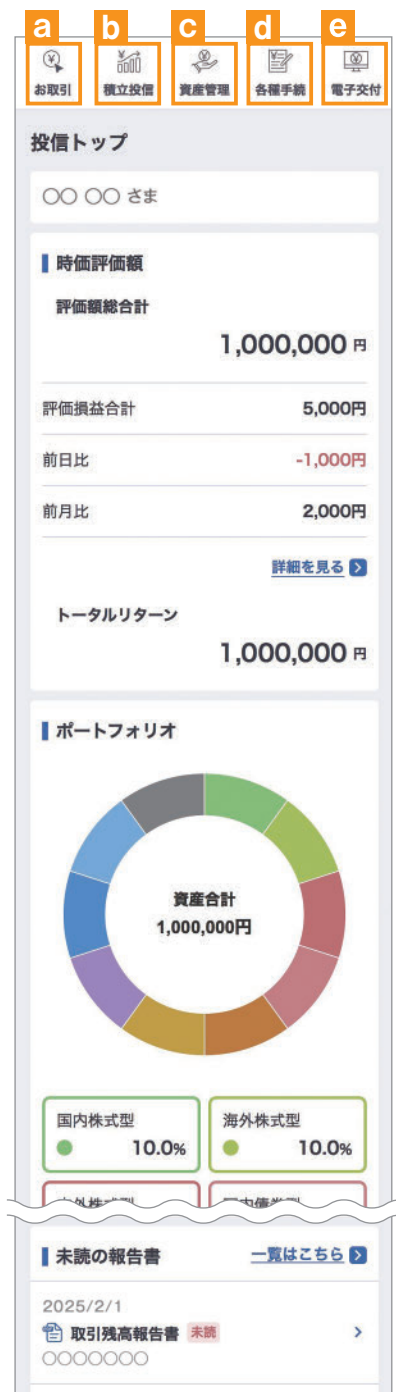 a b c d e
お取引 積立投信 資産管理 各種手続 電子交付
投信トップ
〇〇 〇〇 さま
時価評価額
評価額総合計
1,000,000 円
評価損益合計 5,000円
前日比 -1,000円
前月比 2,000円
詳細を見る
トータルリターン
1,000,000 円
ポートフォリオ
資産合計
1,000,000円
国内株式型 海外株式型
10.0% 10.0%
未読の報告書 一覧はこちら
2025/2/1
取引残高報告書 未読
〇〇〇〇〇〇〇